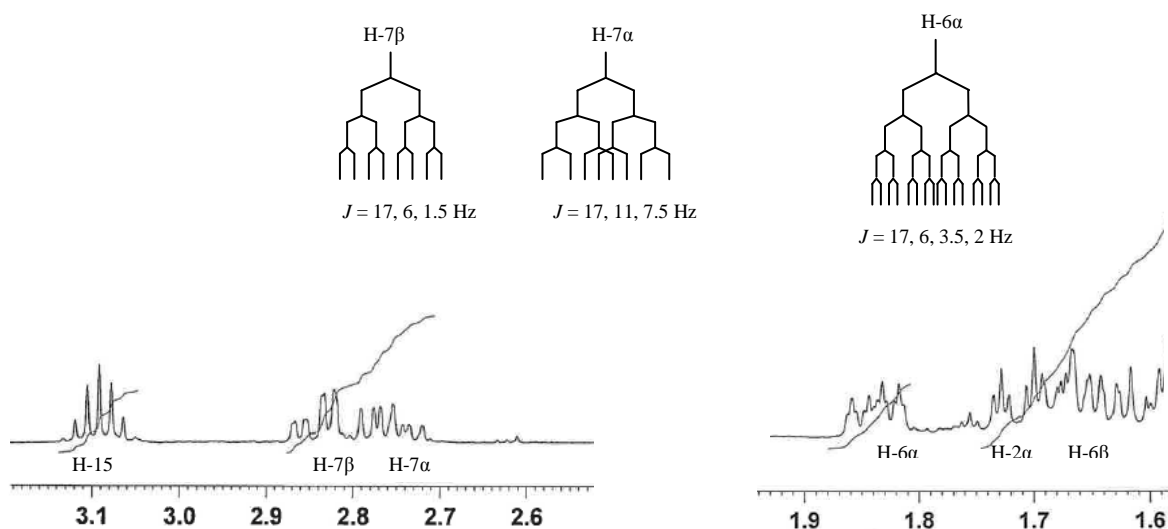 H-7β
H-7α
H-6α
J = 17, 6, 1.5 Hz
J = 17, 11, 7.5 Hz
J = 17, 6, 3.5, 2 Hz
H-15
H-7β
H-7α
H-6α
H-2α
H-6β
3.1 3.0 2.9 2.8 2.7 2.6
1.9 1.8 1.7 1.6